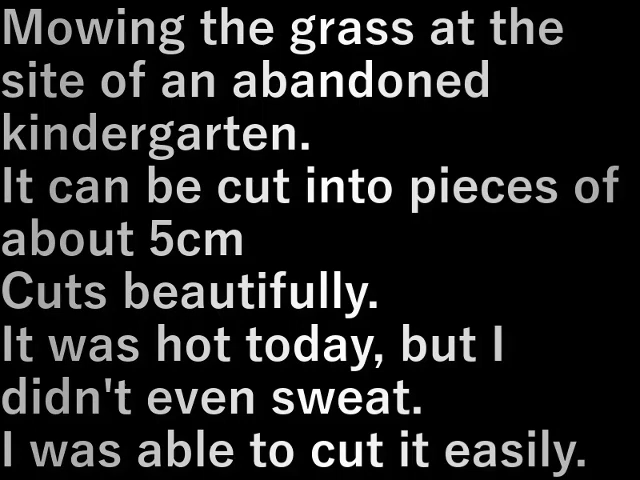 Mowing the grass at the
site of an abandoned
kindergarten.
It can be cut into pieces of
about 5cm
Cuts beautifully.
It was hot today, but I
didn't even sweat.
I was able to cut it easily.